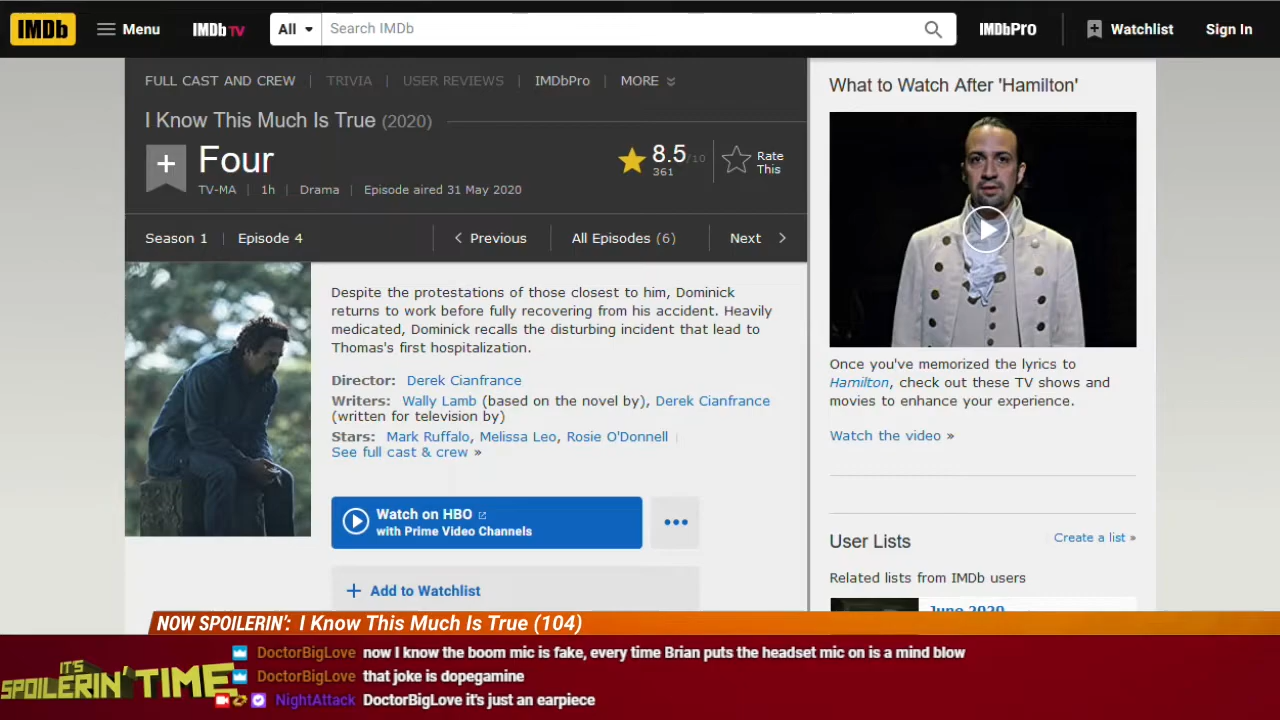 IMDb
Menu
IMDb TV
All
Search IMDb
IMDbPro
Watchlist
Sign In
FULL CAST AND CREW | TRIVIA | USER REVIEWS | IMDbPro | MORE
I Know This Much Is True (2020)
+ Four
8.5/10
361
Rate This
TV-MA | 1h | Drama | Episode aired 31 May 2020
Season 1 | Episode 4
Previous
All Episodes (6)
Next
Despite the protestations of those closest to him, Dominick
returns to work before fully recovering from his accident. Heavily
medicated, Dominick recalls the disturbing incident that lead to
Thomas's first hospitalization.
Director: Derek Cianfrance
Writers: Wally Lamb (based on the novel by), Derek Cianfrance
(written for television by)
Stars: Mark Ruffalo, Melissa Leo, Rosie O'Donnell |
See full cast & crew »
Watch on HBO
with Prime Video Channels
+ Add to Watchlist
What to Watch After 'Hamilton'
Once you've memorized the lyrics to
Hamilton, check out these TV shows and
movies to enhance your experience.
Watch the video »
User Lists
Create a list »
Related lists from IMDb users
June 2020
NOW SPOILERIN': I Know This Much Is True (104)
IT'S
SPOILERIN' TIME
DoctorBigLove now I know the boom mic is fake, every time Brian puts the headset mic on is a mind blow
DoctorBigLove that joke is dopegamine
NightAttack DoctorBigLove it's just an earpiece